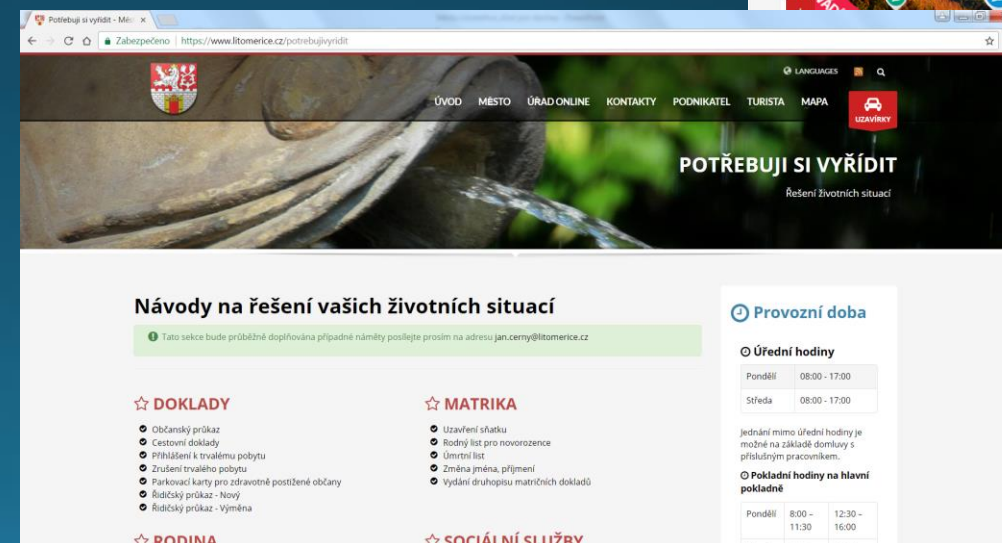 Potřebuji si vyřídit - Měs
Zabezpečeno | https://www.litomerice.cz/potrebujivyridit
LANGUAGES
ÚVOD MĚSTO ÚŘAD ONLINE KONTAKTY PODNIKATEL TURISTA MAPA
UZAVÍRKY
POTŘEBUJI SI VYŘÍDIT
Řešení životních situací
Návody na řešení vašich životních situací
Tato sekce bude průběžně doplňována případné náměty posílejte prosím na adresu jan.cerny@litomerice.cz
DOKLADY
Občanský průkaz
Cestovní doklady
Přihlášení k trvalému pobytu
Zrušení trvalého pobytu
Parkovací karty pro zdravotně postižené občany
Řidičský průkaz - Nový
Řidičský průkaz - Výměna
MATRIKA
Uzavření sňatku
Rodný list pro novorozence
Úmrtní list
Změna jména, příjmení
Vydání druhopisu matričních dokladů
RODINA
SOCIÁLNÍ SLUŽBY
Provozní doba
Úřední hodiny
Pondělí 08:00 - 17:00
Středa 08:00 - 17:00
Jednání mimo úřední hodiny je
možné na základě domluvy s
příslušným pracovníkem.
Pokladní hodiny na hlavní
pokladně
Pondělí 8:00 – 12:30 –
11:30 16:00